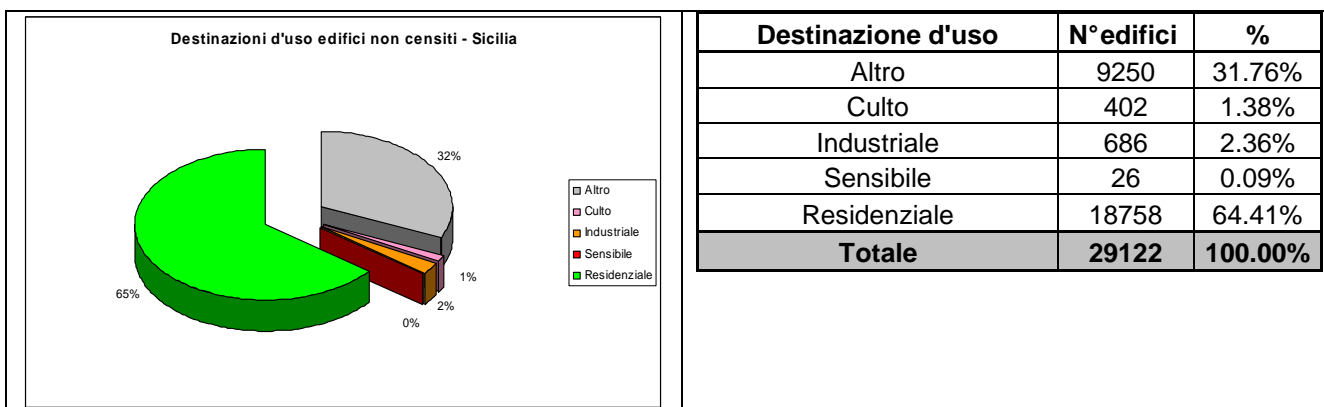 Destinazioni d'uso edifici non censiti - Sicilia
32%
1%
2%
0%
65%
Altro
Culto
Industriale
Sensibile
Residenziale
Destinazione d'uso N° edifici %
Altro 9250 31.76%
Culto 402 1.38%
Industriale 686 2.36%
Sensibile 26 0.09%
Residenziale 18758 64.41%
Totale 29122 100.00%